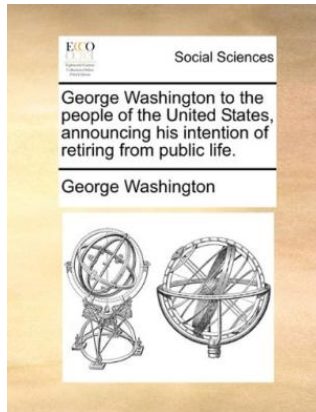 ECCO
Social Sciences
George Washington to the
people of the United States,
announcing his intention of
retiring from public life.
George Washington